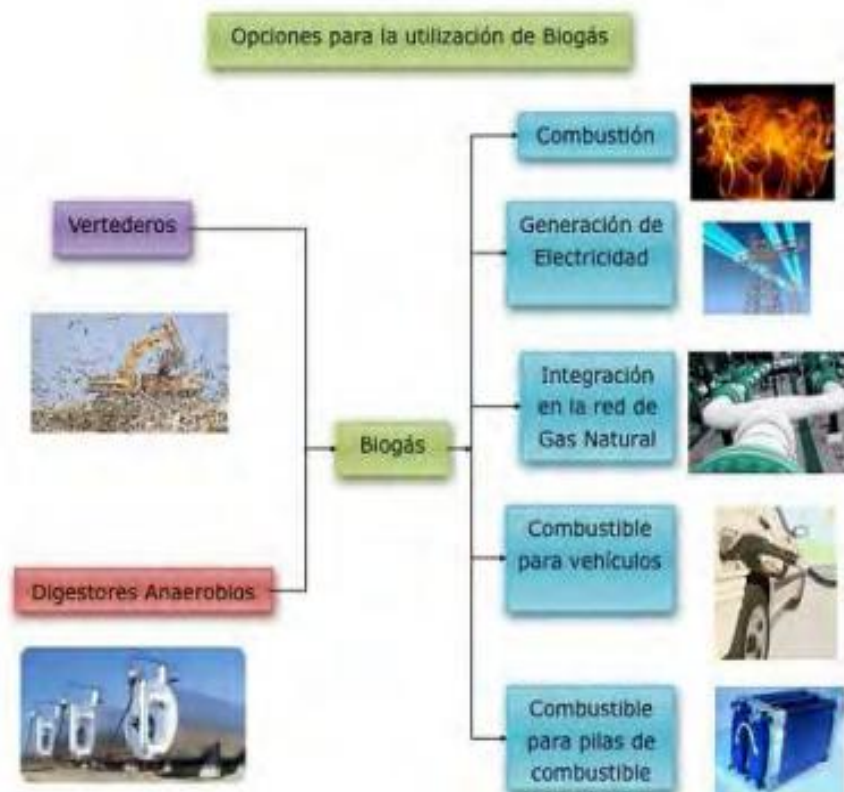 Opciones para la utilización de Biogás
Combustión
Vertederos
Generación de
Electricidad
Integración
en la red de
Gas Natural
Biogás
Combustible
para vehículos
Digestores Anaerobios
Combustible
para pilas de
combustible